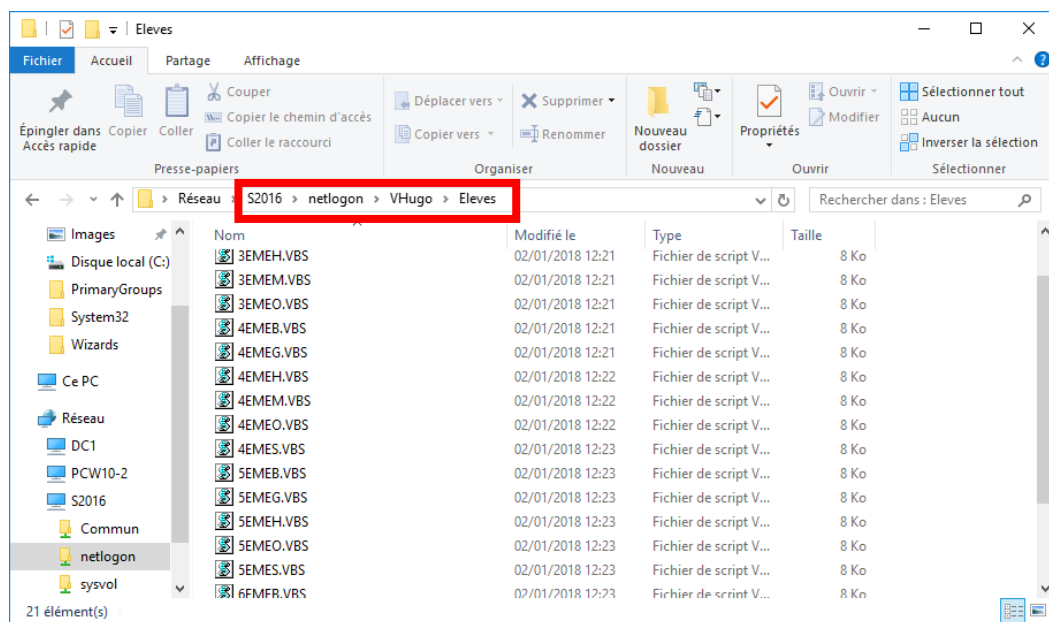 Eleves
Fichier Accueil Partage Affichage
Épingler dans Accès rapide
Copier
Coller
Couper
Copier le chemin d'accès
Coller le raccourci
Presse-papiers
Déplacer vers
Copier vers
Supprimer
Renommer
Organiser
Nouveau dossier
Nouveau
Propriétés
Ouvrir
Modifier
Ouvrir
Sélectionner tout
Aucun
Inverser la sélection
Sélectionner
Réseau > S2016 > netlogon > VHugo > Eleves
Rechercher dans : Eleves
Images
Disque local (C:)
PrimaryGroups
System32
Wizards
Ce PC
Réseau
DC1
PCW10-2
S2016
Commun
netlogon
sysvol
Nom Modifié le Type Taille
3EMEH.VBS 02/01/2018 12:21 Fichier de script V... 8 Ko
3EMEM.VBS 02/01/2018 12:21 Fichier de script V... 8 Ko
3EMEO.VBS 02/01/2018 12:21 Fichier de script V... 8 Ko
4EMEB.VBS 02/01/2018 12:21 Fichier de script V... 8 Ko
4EMEG.VBS 02/01/2018 12:21 Fichier de script V... 8 Ko
4EMEH.VBS 02/01/2018 12:22 Fichier de script V... 8 Ko
4EMEM.VBS 02/01/2018 12:22 Fichier de script V... 8 Ko
4EMEO.VBS 02/01/2018 12:22 Fichier de script V... 8 Ko
4EMES.VBS 02/01/2018 12:23 Fichier de script V... 8 Ko
5EMEB.VBS 02/01/2018 12:23 Fichier de script V... 8 Ko
5EMEG.VBS 02/01/2018 12:23 Fichier de script V... 8 Ko
5EMEH.VBS 02/01/2018 12:23 Fichier de script V... 8 Ko
5EMEO.VBS 02/01/2018 12:23 Fichier de script V... 8 Ko
5EMES.VBS 02/01/2018 12:23 Fichier de script V... 8 Ko
6EMEB.VBS 02/01/2018 12:23 Fichier de script V... 8 Ko
21 élément(s)